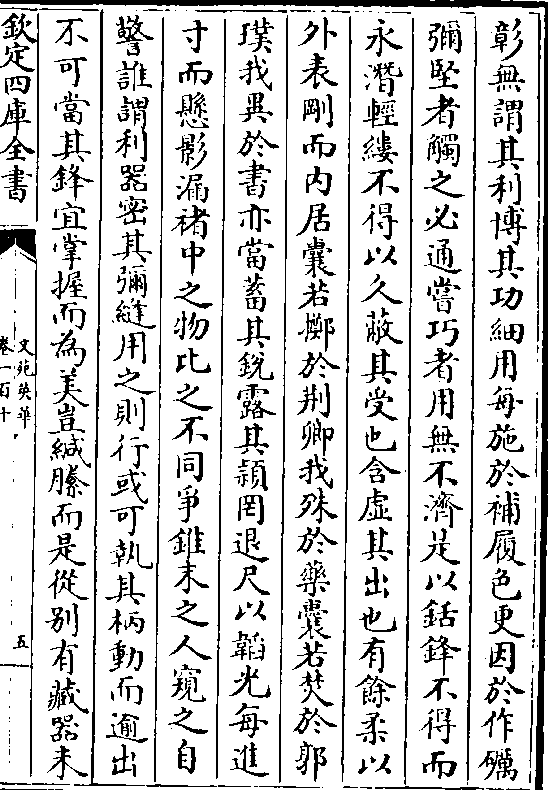 彰無謂其利博其功細用每施於補履色更因於作礪
彌堅者觸之必通嘗巧者用無不濟是以銛鋒不得而
永潛輕縷不得以久蔽其受也含虛其出也有餘柔以
外表剛而内居囊若擲於荆卿我殊於藥囊若焚於郭
璞我異於書亦當蓄其銳露其頴罔退尺以韜光每進
寸而懸影漏禇中之物比之不同爭錐末之人窺之自
警誰謂利器密其彌縫用之則行或可執其柄動而逾出
不可當其鋒宜掌握而為美豈緘縢而是從别有藏器未
欽定四庫全書
文苑英華
卷一百十
五